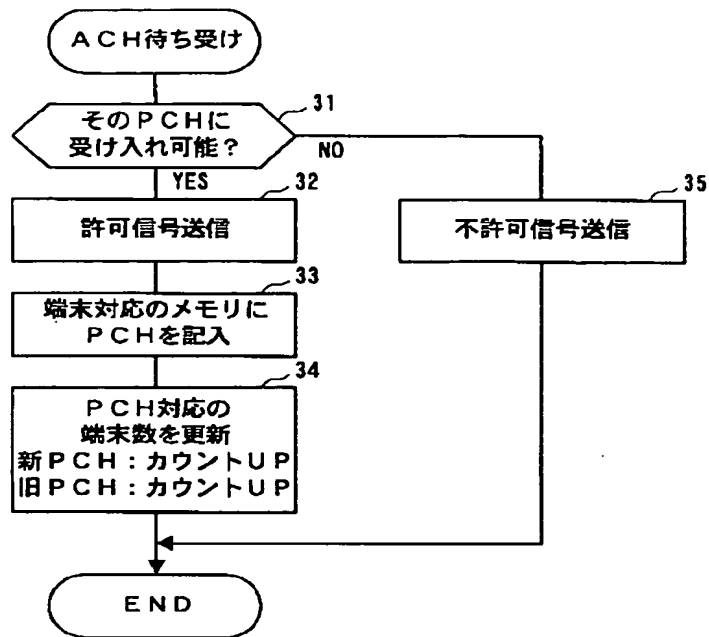 ACH待ち受け
31
そのPCHに
受け入れ可能?
NO
YES
32
許可信号送信
35
不許可信号送信
33
端末対応のメモリに
PCHを記入
34
PCH対応の
端末数を更新
新PCH:カウントUP
旧PCH:カウントUP
END